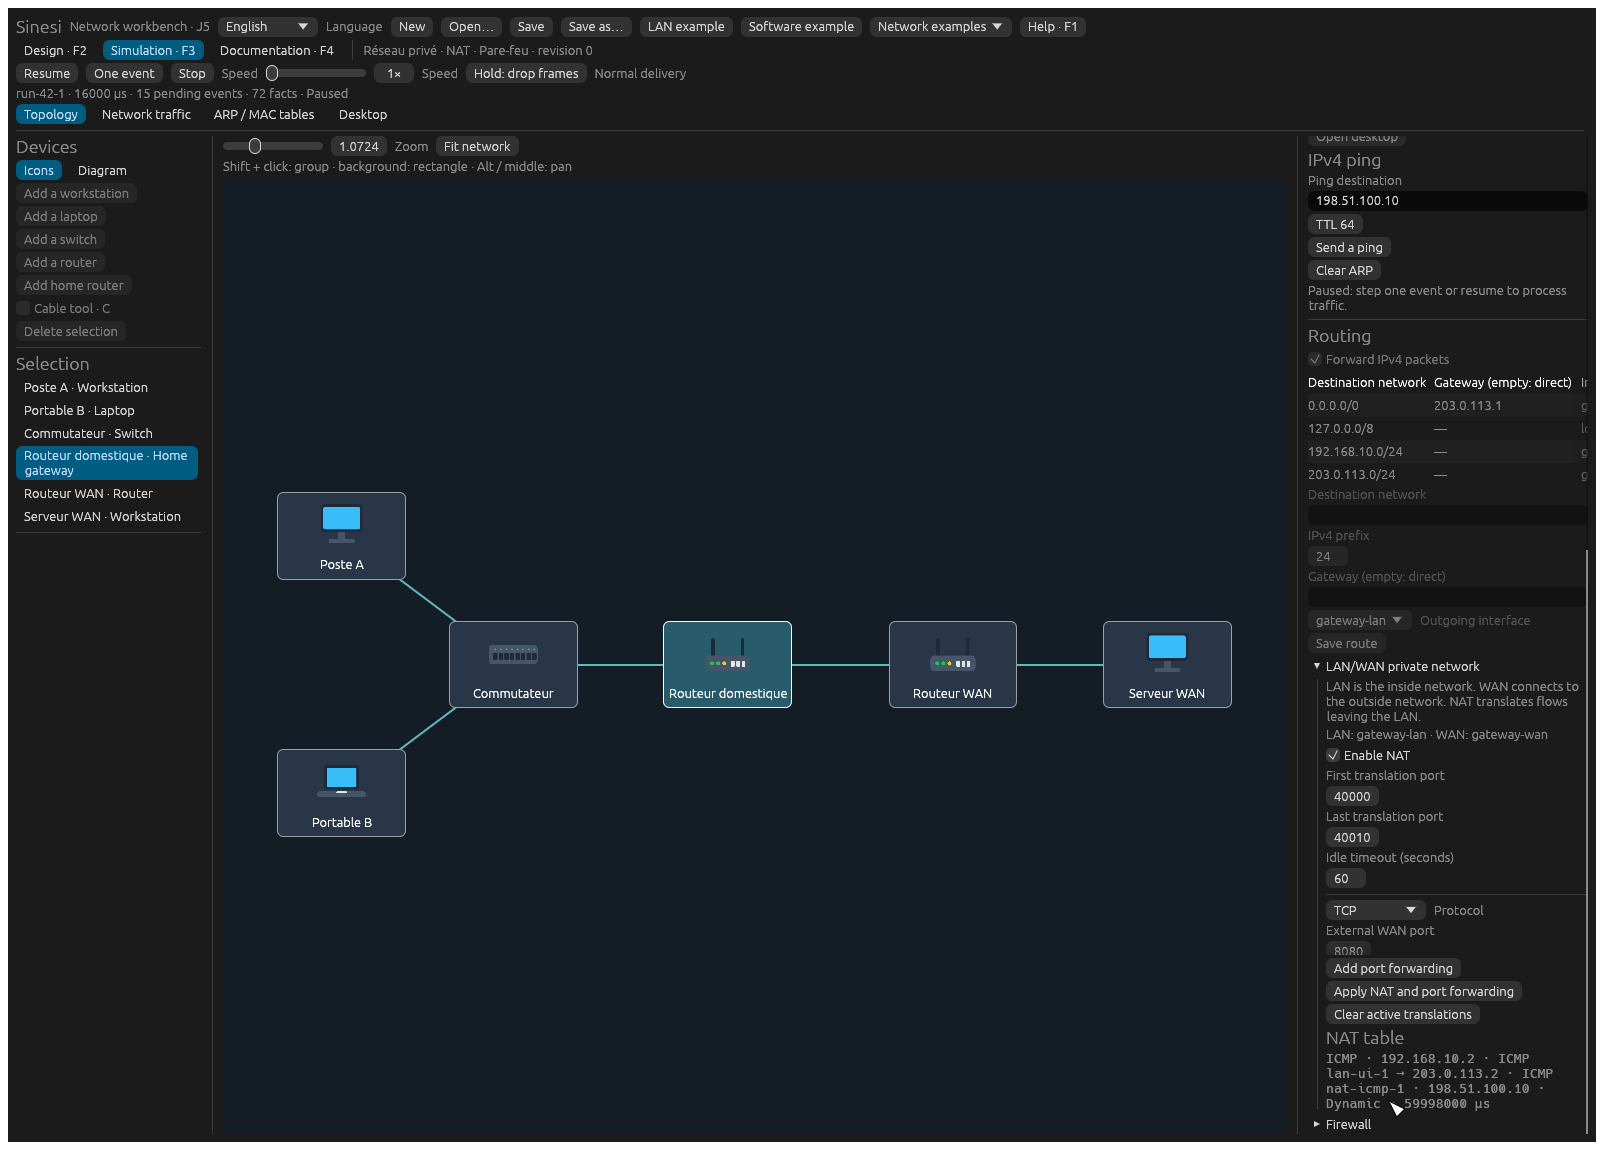 Sinesi Network workbench · J5 English Language New Open… Save Save as… LAN example Software example Network examples Help · F1
Design · F2 Simulation · F3 Documentation · F4 Réseau privé · NAT · Pare-feu · revision 0
Resume One event Stop Speed 1× Speed Hold: drop frames Normal delivery
run-42-1 · 16000 µs · 15 pending events · 72 facts · Paused
Topology Network traffic ARP / MAC tables Desktop
Devices
Icons Diagram
Add a workstation
Add a laptop
Add a switch
Add a router
Add home router
Cable tool · C
Delete selection
Selection
Poste A · Workstation
Portable B · Laptop
Commutateur · Switch
Routeur domestique · Home
gateway
Routeur WAN · Router
Serveur WAN · Workstation
1.0724 Zoom Fit network
Shift + click: group · background: rectangle · Alt / middle: pan
Poste A
Commutateur
Routeur domestique
Routeur WAN
Serveur WAN
Portable B
Open desktop
IPv4 ping
Ping destination
198.51.100.10
TTL 64
Send a ping
Clear ARP
Paused: step one event or resume to process
traffic.
Routing
Forward IPv4 packets
Destination network Gateway (empty: direct)
0.0.0.0/0 203.0.113.1
127.0.0.0/8 —
192.168.10.0/24 —
203.0.113.0/24 —
Destination network
IPv4 prefix
24
Gateway (empty: direct)
gateway-lan Outgoing interface
Save route
LAN/WAN private network
LAN is the inside network. WAN connects to
the outside network. NAT translates flows
leaving the LAN.
LAN: gateway-lan · WAN: gateway-wan
Enable NAT
First translation port
40000
Last translation port
40010
Idle timeout (seconds)
60
TCP Protocol
External WAN port
8080
Add port forwarding
Apply NAT and port forwarding
Clear active translations
NAT table
ICMP · 192.168.10.2 · ICMP
lan-ui-1 → 203.0.113.2 · ICMP
nat-icmp-1 · 198.51.100.10 ·
Dynamic 59998000 µs
Firewall